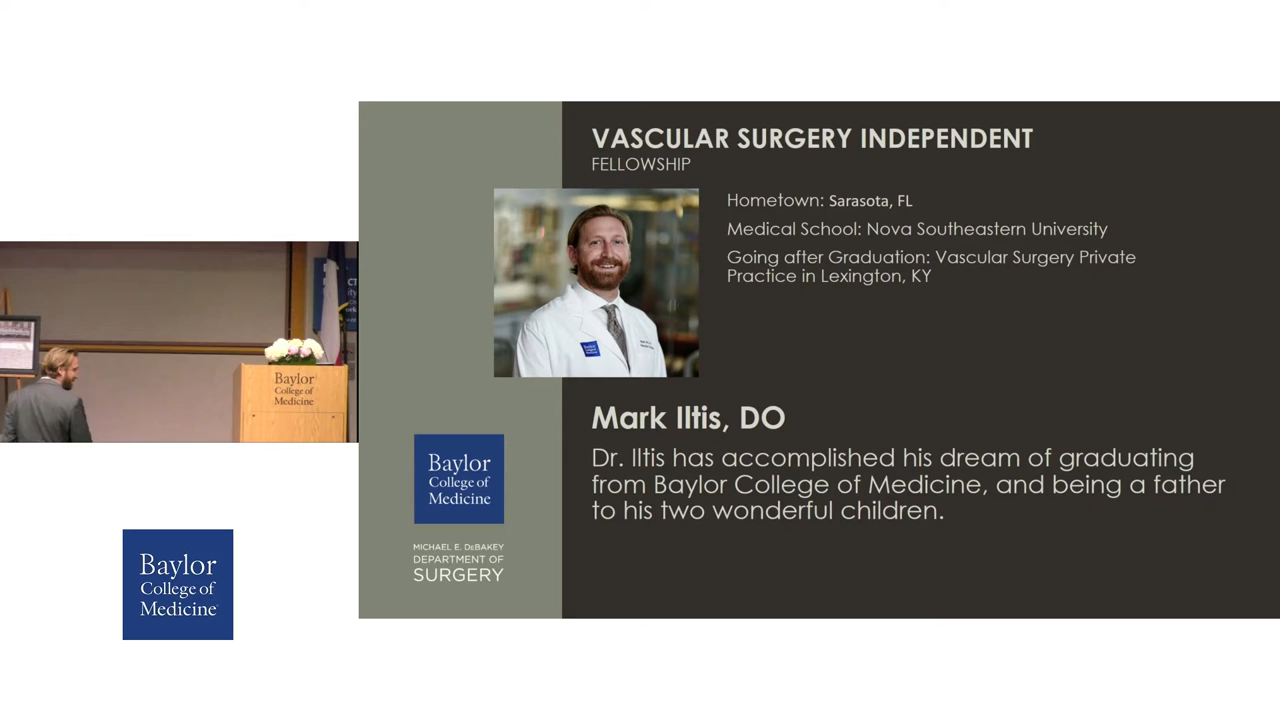 VASCULAR SURGERY INDEPENDENT
FELLOWSHIP
Hometown: Sarasota, FL
Medical School: Nova Southeastern University
Going after Graduation: Vascular Surgery Private
Practice in Lexington, KY
Mark Iltis, DO
Dr. Iltis has accomplished his dream of graduating
from Baylor College of Medicine, and being a father
to his two wonderful children.
Baylor
College of
Medicine
MICHAEL E. DEBAKEY
DEPARTMENT OF
SURGERY
Baylor
College of
Medicine
Baylor
College of
Medicine